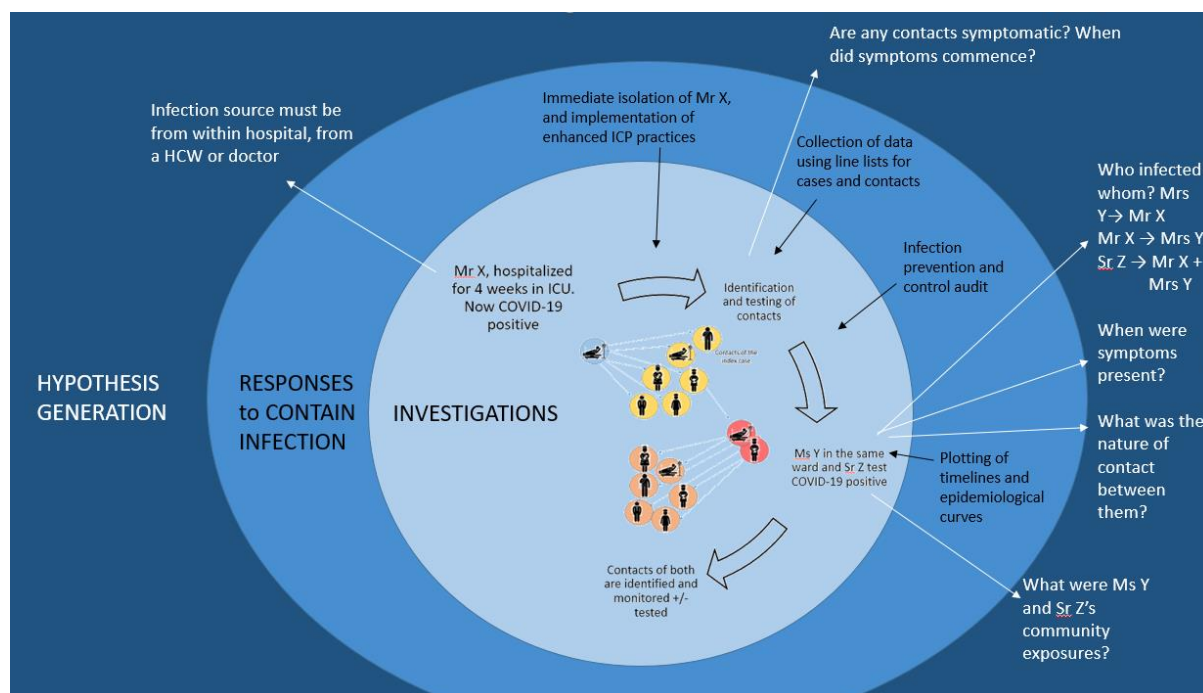 Are any contacts symptomatic? When
did symptoms commence?
Infection source must be
from within hospital, from
a HCW or doctor
Immediate isolation of Mr X,
and implementation of
enhanced ICP practices
Collection of data
using line lists for
cases and contacts
Who infected
whom? Mrs
Y→ Mr X
Mr X → Mrs Y
Sr Z → Mr X +
Mrs Y
Infection
prevention and
control audit
Mr X, hospitalized
for 4 weeks in ICU.
Now COVID-19
positive
Identification
and testing of
contacts
Contacts of the
index case
When were
symptoms
present?
HYPOTHESIS
GENERATION
RESPONSES
to CONTAIN
INFECTION
INVESTIGATIONS
Ms Y in the same
ward and Sr Z test
COVID-19 positive
Plotting of
timelines and
epidemiological
curves
What was the
nature of
contact
between
them?
Contacts of both
are identified and
monitored +/-
tested
What were Ms Y
and Sr Z's
community
exposures?